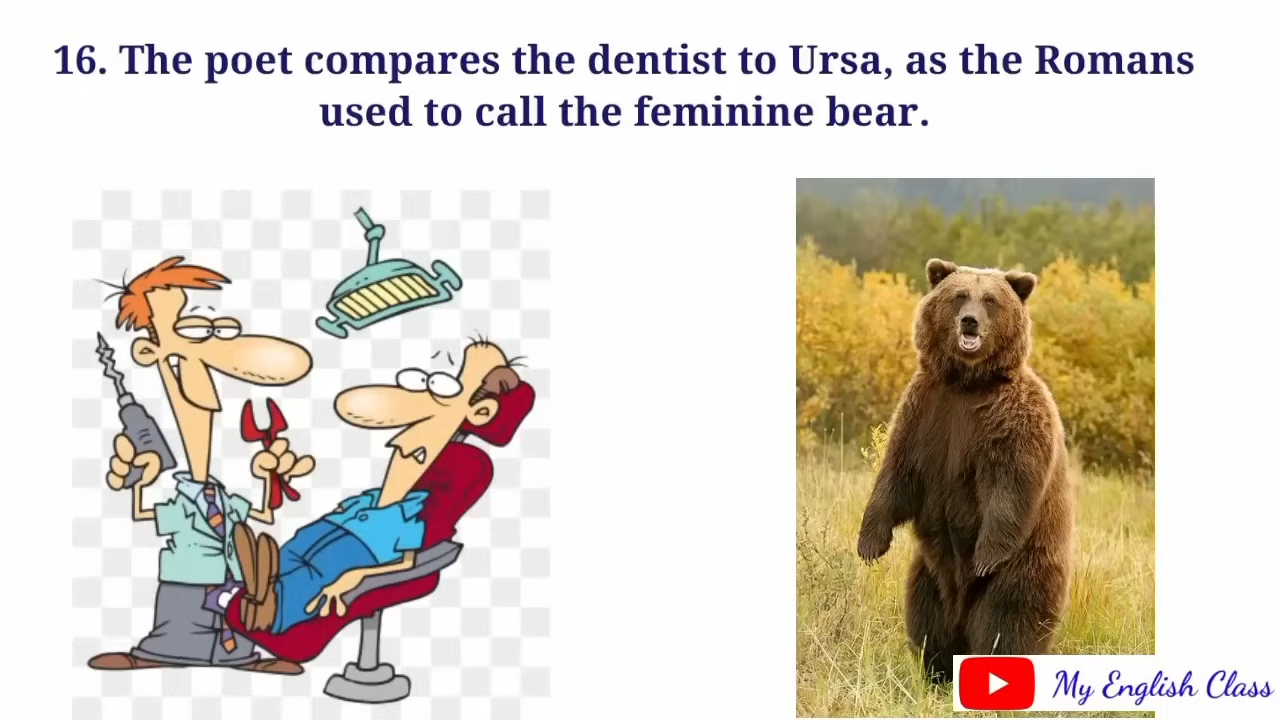 16. The poet compares the dentist to Ursa, as the Romans
used to call the feminine bear.
My English Class